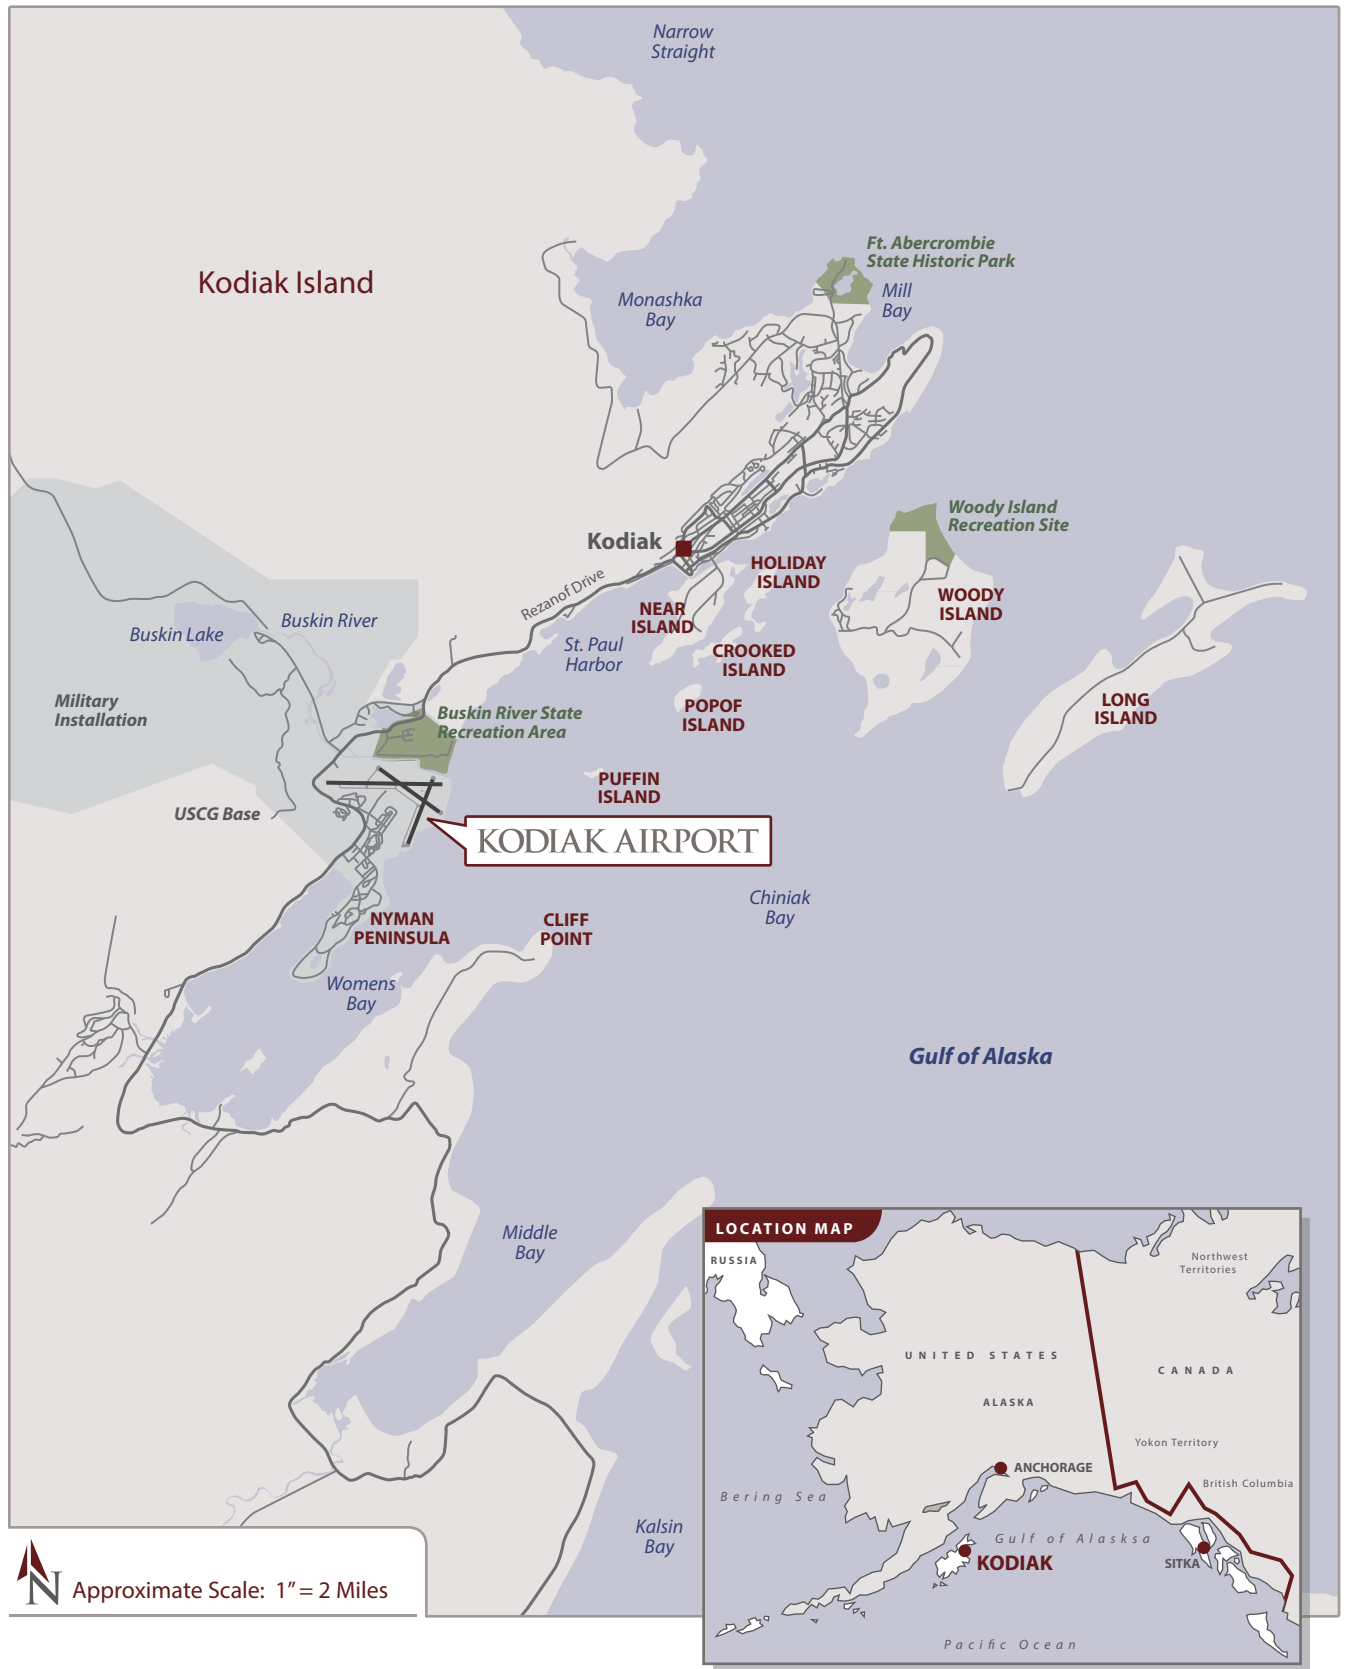 Narrow
Straight
Ft. Abercrombie
State Historic Park
Kodiak Island
Monashka
Bay
Mill
Bay
Woody Island
Recreation Site
Kodiak
HOLIDAY
ISLAND
Rezanof Drive
NEAR
ISLAND
WOODY
ISLAND
Buskin River
Buskin Lake
St. Paul
Harbor
CROOKED
ISLAND
Military
Installation
Buskin River State
Recreation Area
POPOF
ISLAND
LONG
ISLAND
PUFFIN
ISLAND
USCG Base
KODIAK AIRPORT
Chiniak
Bay
NYMAN
PENINSULA
CLIFF
POINT
Womens
Bay
Gulf of Alaska
Middle
Bay
Kalsin
Bay
N
Approximate Scale: 1" = 2 Miles
LOCATION MAP
RUSSIA
Northwest
Territories
UNITED STATES
CANADA
ALASKA
Yokon Territory
ANCHORAGE
British Columbia
Bering Sea
Gulf of Alasksa
KODIAK
SITKA
Pacific Ocean